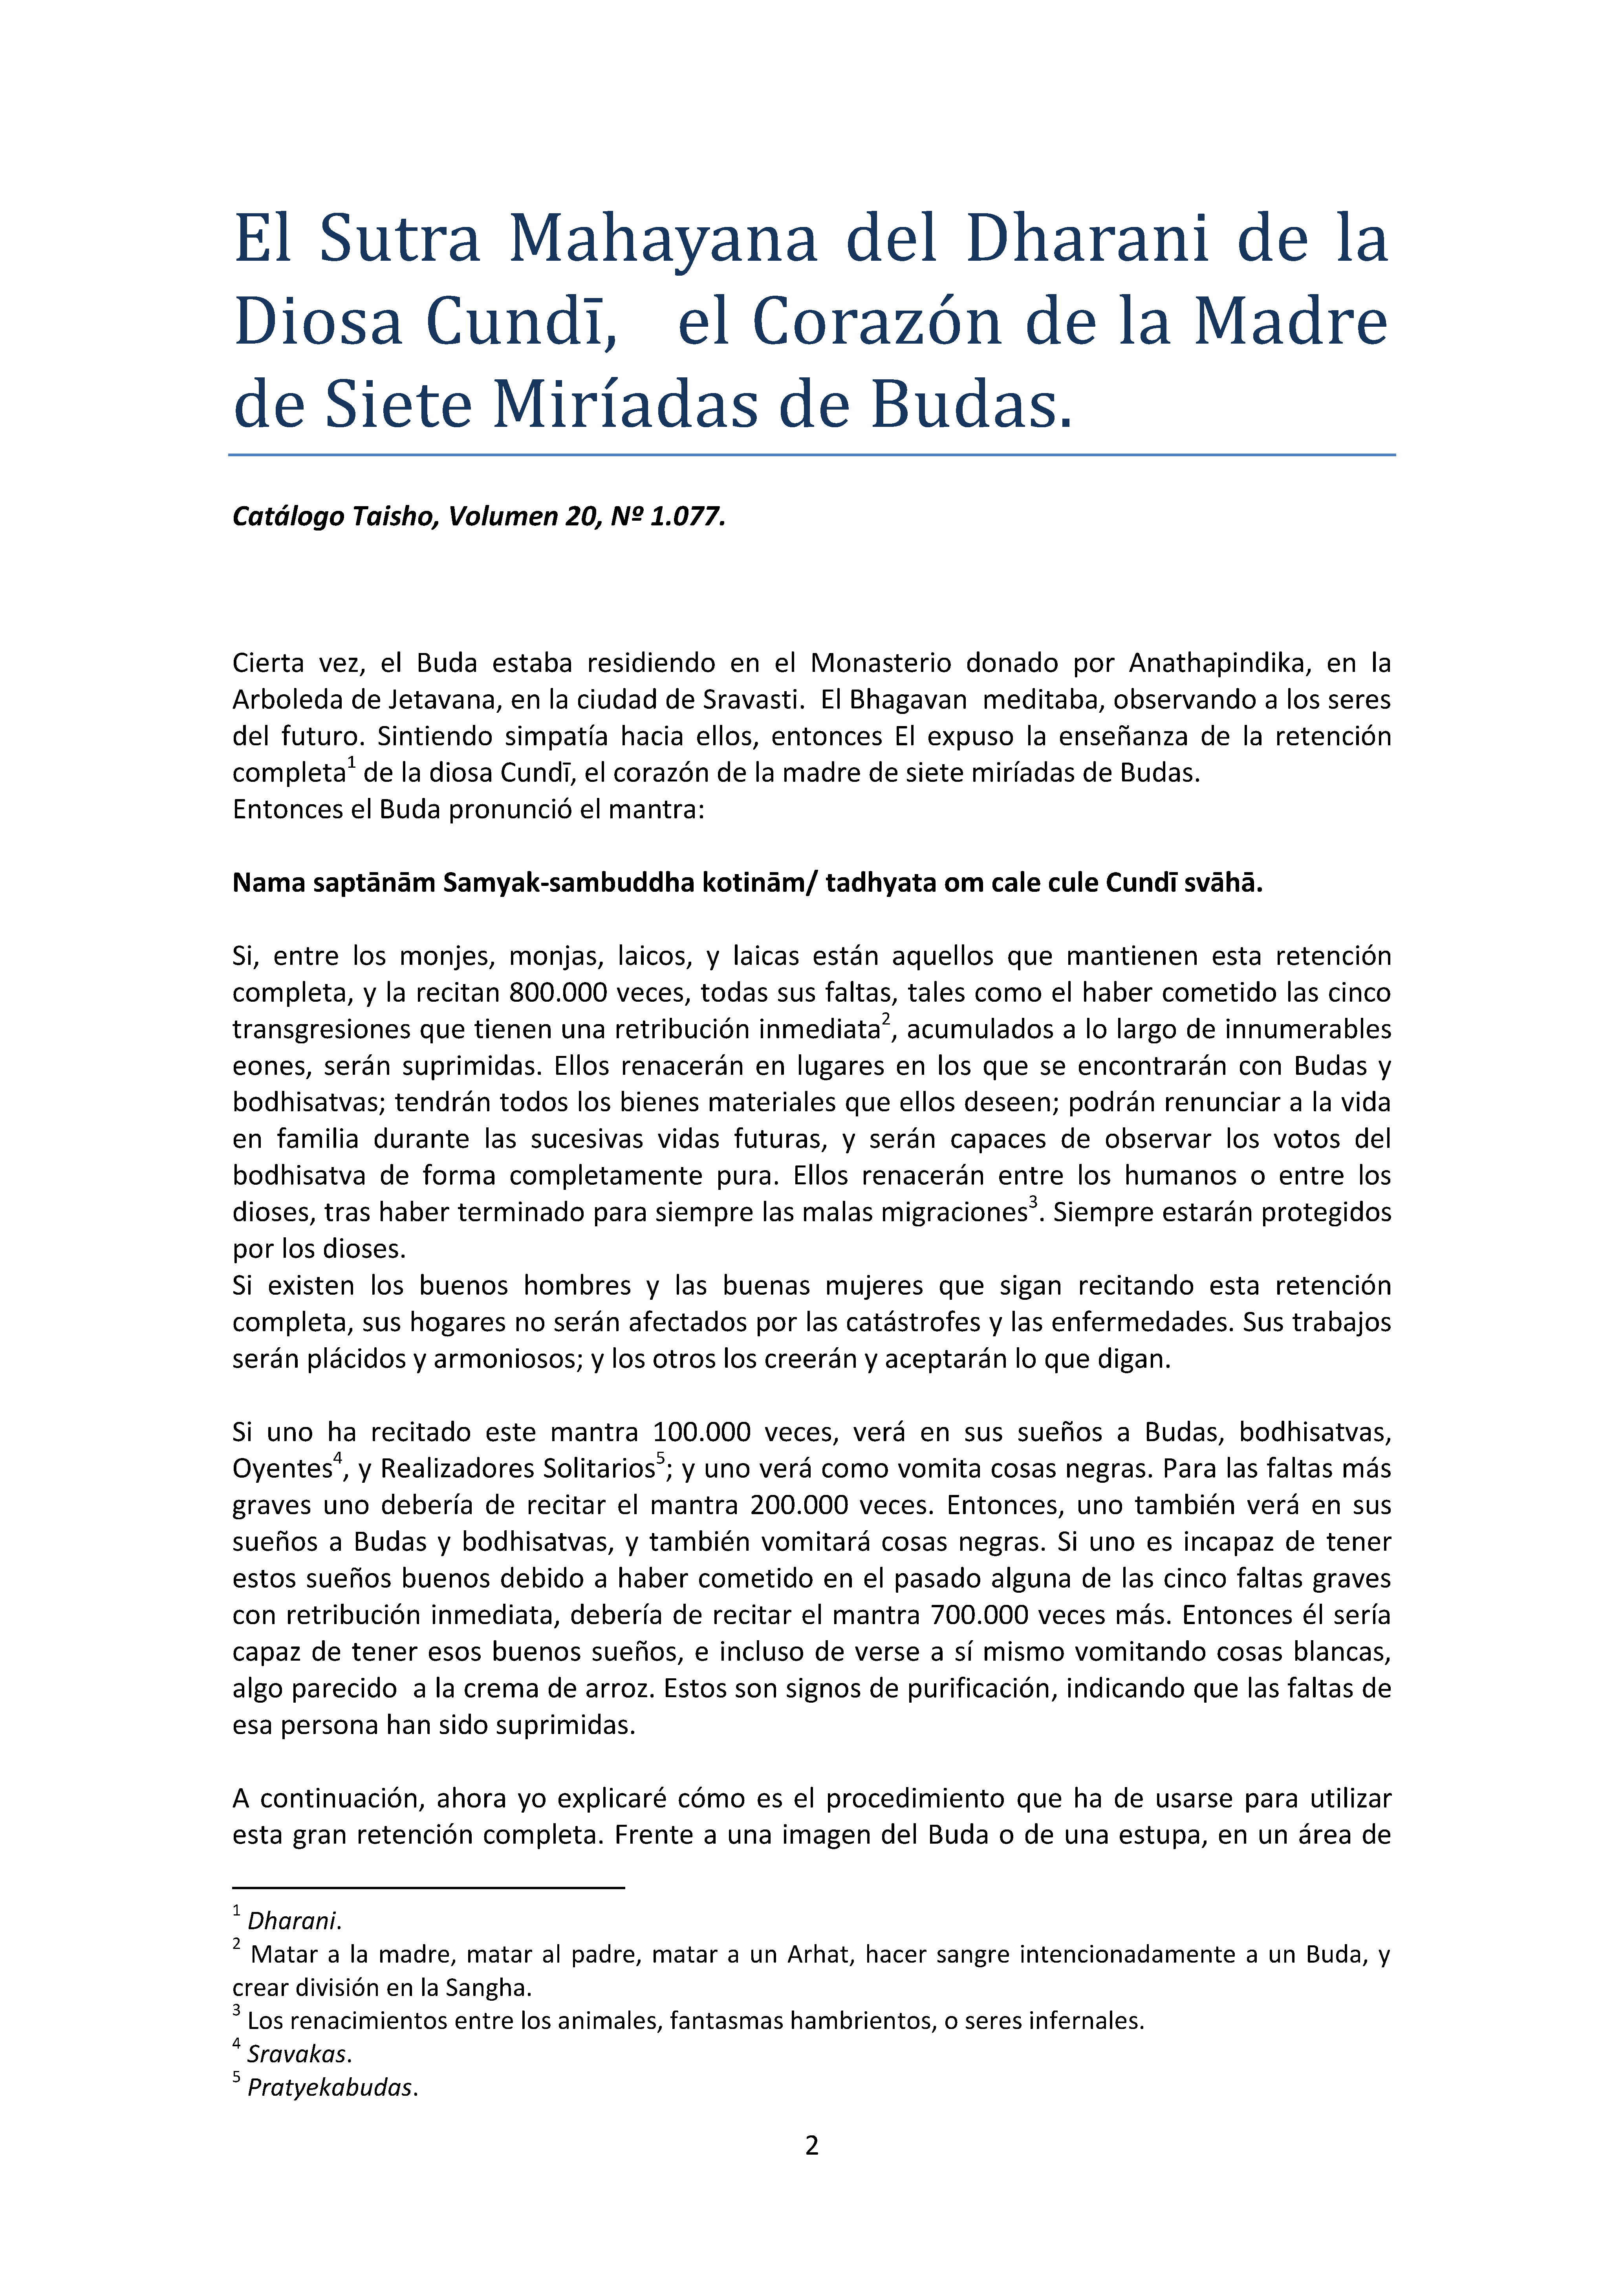 El Sutra Mahayana del Dharani de la
Diosa Cundī, el Corazón de la Madre
de Siete Miríadas de Budas.
Catálogo Taisho, Volumen 20, Nº 1.077.
Cierta vez, el Buda estaba residiendo en el Monasterio donado por Anathapindika, en la
Arboleda de Jetavana, en la ciudad de Sravasti. El Bhagavan meditaba, observando a los seres
del futuro. Sintiendo simpatía hacia ellos, entonces El expuso la enseñanza de la retención
completa¹ de la diosa Cundī, el corazón de la madre de siete miríadas de Budas.
Entonces el Buda pronunció el mantra:
Nama saptānām Samyak-sambuddha kotinām/ tadhyata om cale cule Cundī svāhā.
Si, entre los monjes, monjas, laicos, y laicas están aquellos que mantienen esta retención
completa, y la recitan 800.000 veces, todas sus faltas, tales como el haber cometido las cinco
transgresiones que tienen una retribución inmediata², acumulados a lo largo de innumerables
eones, serán suprimidas. Ellos renacerán en lugares en los que se encontrarán con Budas y
bodhisatvas; tendrán todos los bienes materiales que ellos deseen; podrán renunciar a la vida
en familia durante las sucesivas vidas futuras, y serán capaces de observar los votos del
bodhisatva de forma completamente pura. Ellos renacerán entre los humanos o entre los
dioses, tras haber terminado para siempre las malas migraciones³. Siempre estarán protegidos
por los dioses.
Si existen los buenos hombres y las buenas mujeres que sigan recitando esta retención
completa, sus hogares no serán afectados por las catástrofes y las enfermedades. Sus trabajos
serán plácidos y armoniosos; y los otros los creerán y aceptarán lo que digan.
Si uno ha recitado este mantra 100.000 veces, verá en sus sueños a Budas, bodhisatvas,
Oyentes⁴, y Realizadores Solitarios⁵; y uno verá como vomita cosas negras. Para las faltas más
graves uno debería de recitar el mantra 200.000 veces. Entonces, uno también verá en sus
sueños a Budas y bodhisatvas, y también vomitará cosas negras. Si uno es incapaz de tener
estos sueños buenos debido a haber cometido en el pasado alguna de las cinco faltas graves
con retribución inmediata, debería de recitar el mantra 700.000 veces más. Entonces él sería
capaz de tener esos buenos sueños, e incluso de verse a sí mismo vomitando cosas blancas,
algo parecido a la crema de arroz. Estos son signos de purificación, indicando que las faltas de
esa persona han sido suprimidas.
A continuación, ahora yo explicaré cómo es el procedimiento que ha de usarse para utilizar
esta gran retención completa. Frente a una imagen del Buda o de una estupa, en un área de
¹ Dharani.
² Matar a la madre, matar al padre, matar a un Arhat, hacer sangre intencionadamente a un Buda, y
crear división en la Sangha.
³ Los renacimientos entre los animales, fantasmas hambrientos, o seres infernales.
⁴ Sravakas.
⁵ Pratyekabudas.
2